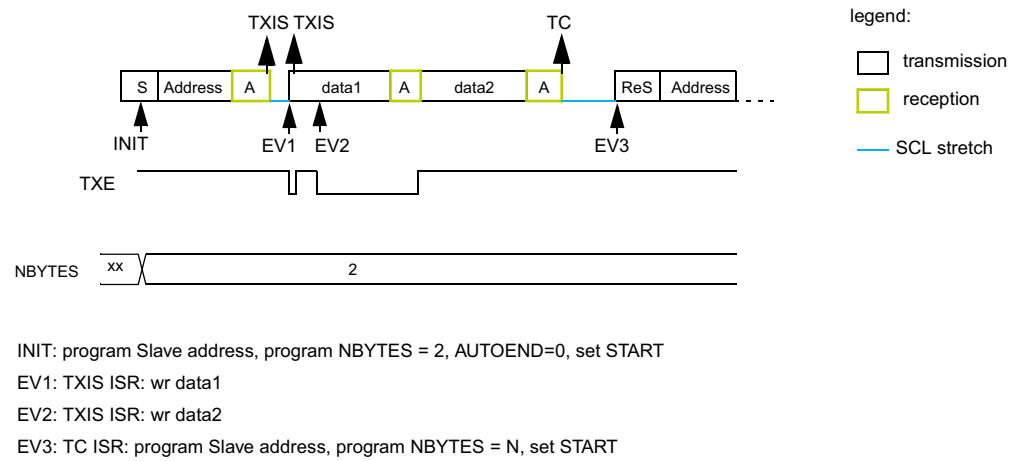 TXIS TXIS
TC
legend:
S Address A data1 A data2 A ReS Address
transmission
reception
SCL stretch
INIT EV1 EV2 EV3
TXE
NBYTES xx 2
INIT: program Slave address, program NBYTES = 2, AUTOEND=0, set START
EV1: TXIS ISR: wr data1
EV2: TXIS ISR: wr data2
EV3: TC ISR: program Slave address, program NBYTES = N, set START